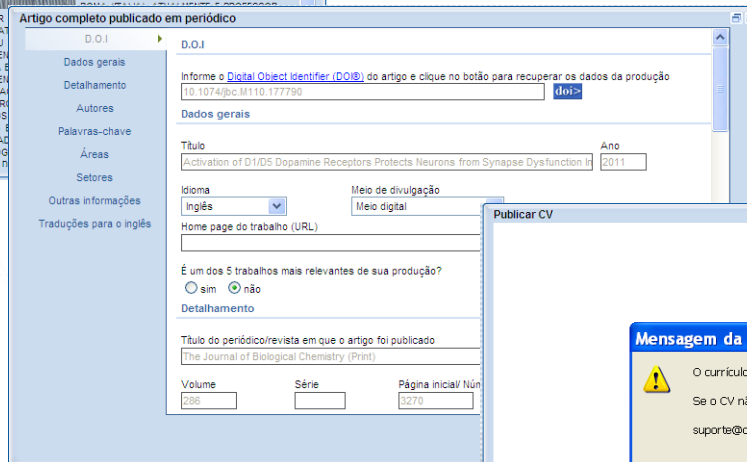 Artigo completo publicado em periódico
D.O.I
Dados gerais
Detalhamento
Autores
Palavras-chave
Áreas
Setores
Outras informações
Traduções para o inglês
D.O.I
Informe o Digital Object Identifier (DOI®) do artigo e clique no botão para recuperar os dados da produção
10.1074/jbc.M110.177790 doi>
Dados gerais
Título Ano
Activation of D1/D5 Dopamine Receptors Protects Neurons from Synapse Dysfunction In 2011
Idioma Meio de divulgação
Inglês Meio digital
Home page do trabalho (URL)
É um dos 5 trabalhos mais relevantes de sua produção?
sim não
Detalhamento
Título do periódico/revista em que o artigo foi publicado
The Journal of Biological Chemistry (Print)
Volume Série Página inicial/ Nún
286 3270
Publicar CV
Mensagem da
O currículo
Se o CV nã
suporte@c